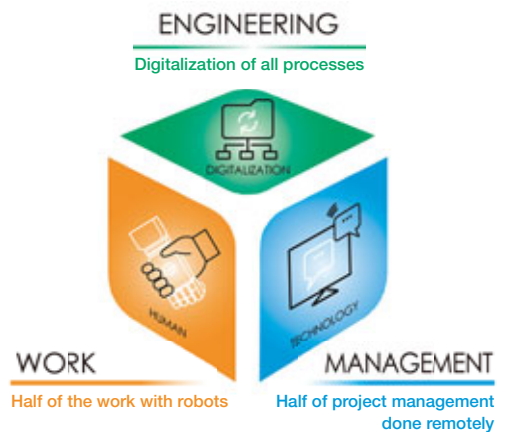 ENGINEERING
Digitalization of all processes
DIGITALIZATION
HUMAN
TECHNOLOGY
WORK
Half of the work with robots
MANAGEMENT
Half of project management
done remotely